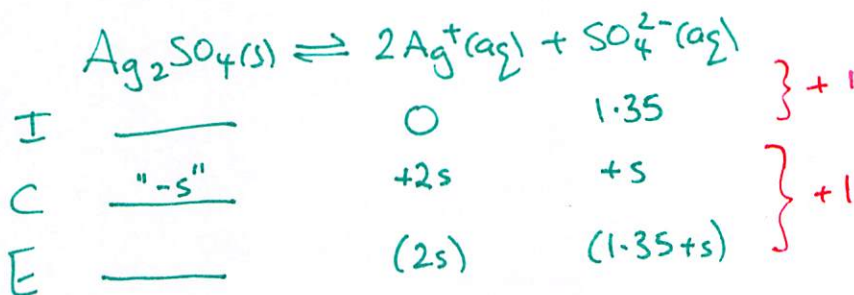 Ag₂SO₄(s) ⇌ 2Ag⁺(aq) + SO₄²⁻(aq)
I ____ 0 1.35 } +1
C "-s" +2s +s } +1
E ____ (2s) (1.35+s)